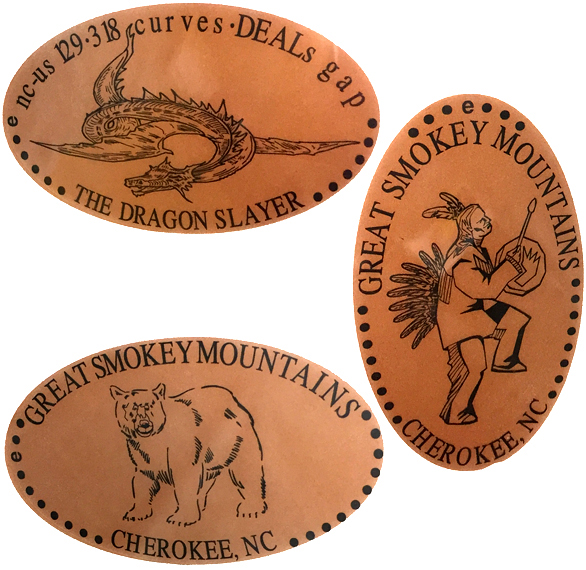 e nc-us 129·318 curves·DEALs gap
THE DRAGON SLAYER
e
GREAT SMOKEY MOUNTAINS
CHEROKEE, NC
e GREAT SMOKEY MOUNTAINS
CHEROKEE, NC